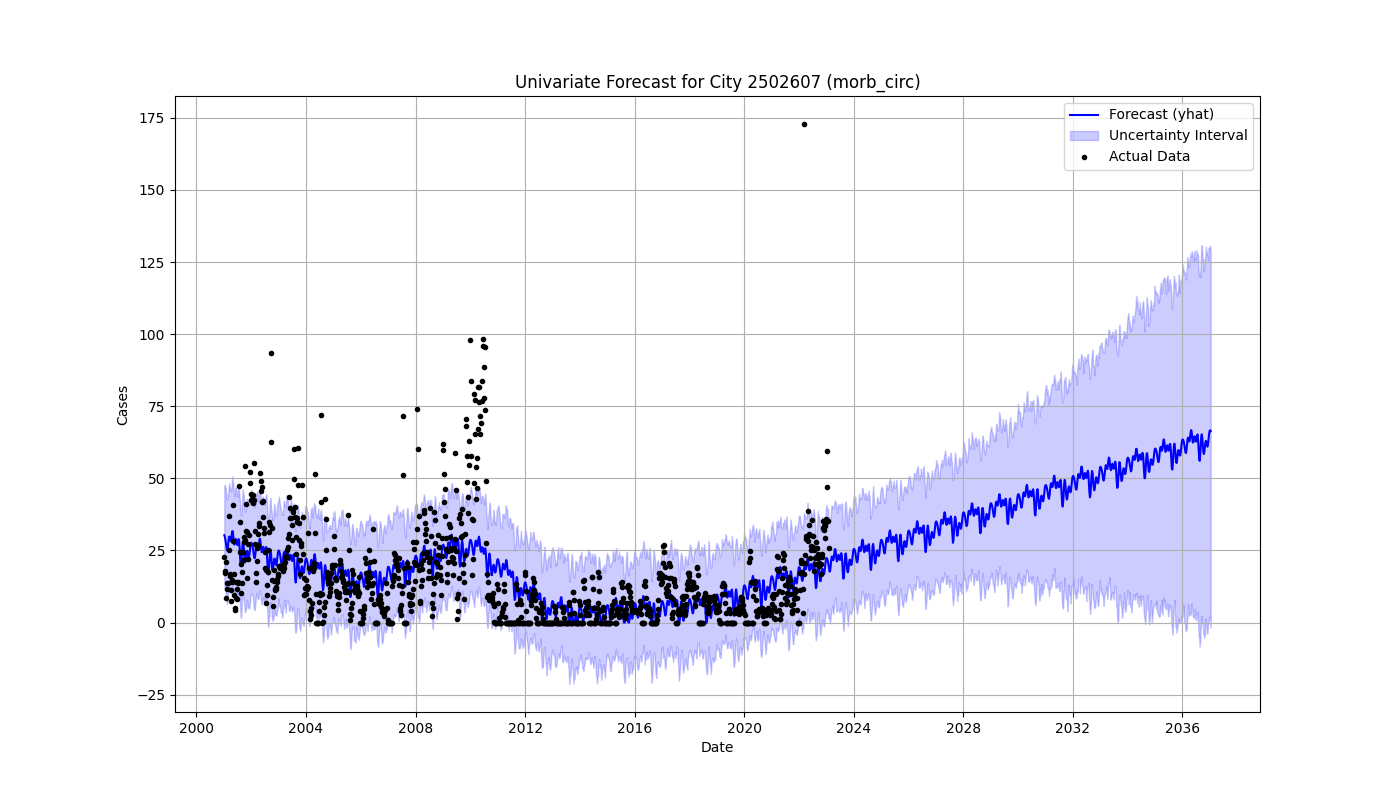 Univariate Forecast for City 2502607 (morb_circ)
Forecast (yhat)
Uncertainty Interval
Actual Data
175
150
125
100
75
50
25
0
−25
Cases
2000 2004 2008 2012 2016 2020 2024 2028 2032 2036
Date